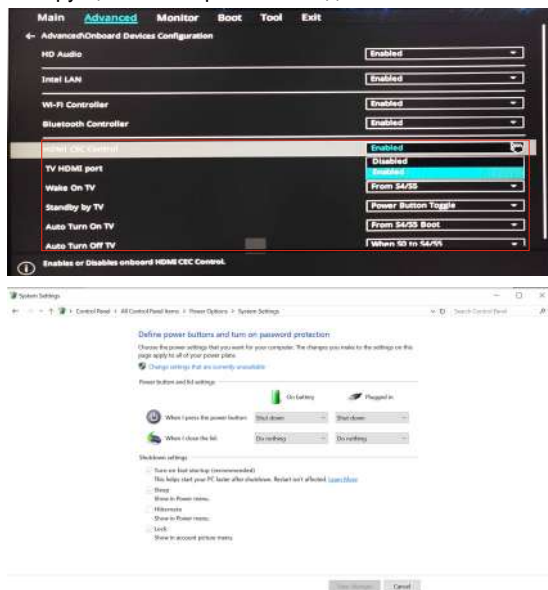 Main Advanced Monitor Boot Tool Exit
Advanced\Onboard Devices Configuration
HD Audio Enabled
Intel LAN Enabled
Wi-Fi Controller Enabled
Bluetooth Controller Enabled
HDMI CEC Control Enabled
Disabled
TV HDMI port Enabled
Wake On TV From S4/S5
Standby by TV Power Button Toggle
Auto Turn On TV From S4/S5 Boot
Auto Turn Off TV When S0 to S4/S5
Enables or Disables onboard HDMI CEC Control.
System Settings
Control Panel All Control Panel Items Power Options System Settings Search Control Panel
Define power buttons and turn on password protection
Choose the power settings that you want for your computer. The changes you make to the settings on this
page apply to all of your power plans.
Change settings that are currently unavailable
Power button and lid settings
On battery Plugged in
When I press the power button: Shut down Shut down
When I close the lid: Do nothing Do nothing
Shutdown settings
Turn on fast startup (recommended)
This helps start your PC faster after shutdown. Restart isn't affected. Learn More
Sleep
Show in Power menu.
Hibernate
Show in Power menu.
Lock
Show in account picture menu.
Save changes Cancel